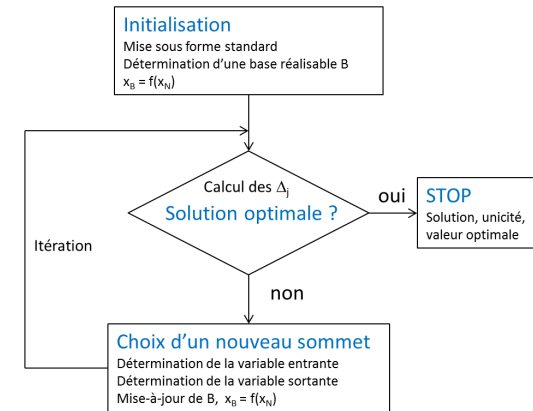 Initialisation
Mise sous forme standard
Détermination d'une base réalisable B
x_B = f(x_N)
Calcul des Δ_j
Solution optimale ?
oui
STOP
Solution, unicité,
valeur optimale
Itération
non
Choix d'un nouveau sommet
Détermination de la variable entrante
Détermination de la variable sortante
Mise-à-jour de B, x_B = f(x_N)